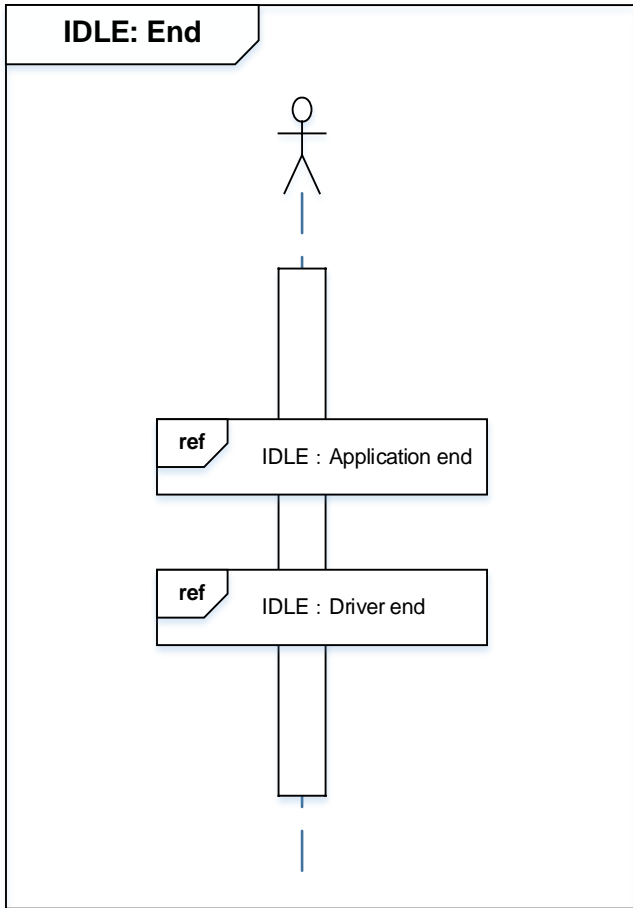 IDLE: End
ref
IDLE : Application end
ref
IDLE : Driver end